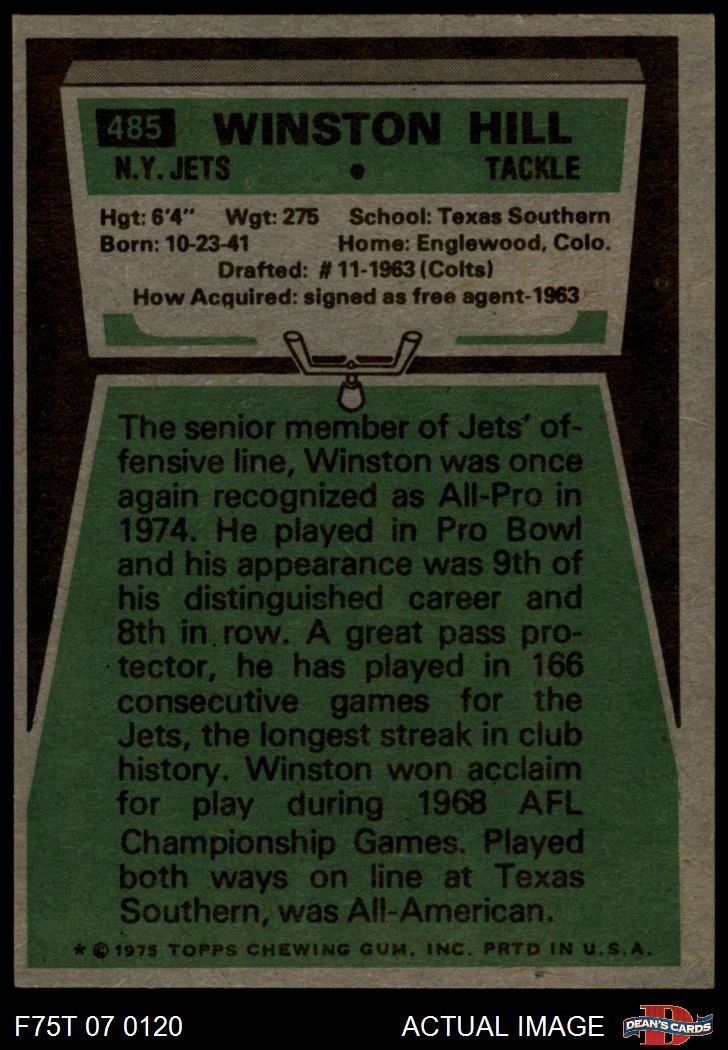 485 WINSTON HILL
N.Y. JETS • TACKLE
Hgt: 6'4" Wgt: 275 School: Texas Southern
Born: 10-23-41 Home: Englewood, Colo.
Drafted: #11-1963 (Colts)
How Acquired: signed as free agent-1963
The senior member of Jets' of-
fensive line, Winston was once
again recognized as All-Pro in
1974. He played in Pro Bowl
and his appearance was 9th of
his distinguished career and
8th in row. A great pass pro-
tector, he has played in 166
consecutive games for the
Jets, the longest streak in club
history. Winston won acclaim
for play during 1968 AFL
Championship Games. Played
both ways on line at Texas
Southern, was All-American.
* © 1975 TOPPS CHEWING GUM, INC. PRTD IN U.S.A.
F75T 07 0120 ACTUAL IMAGE D DEAN'S CARDS